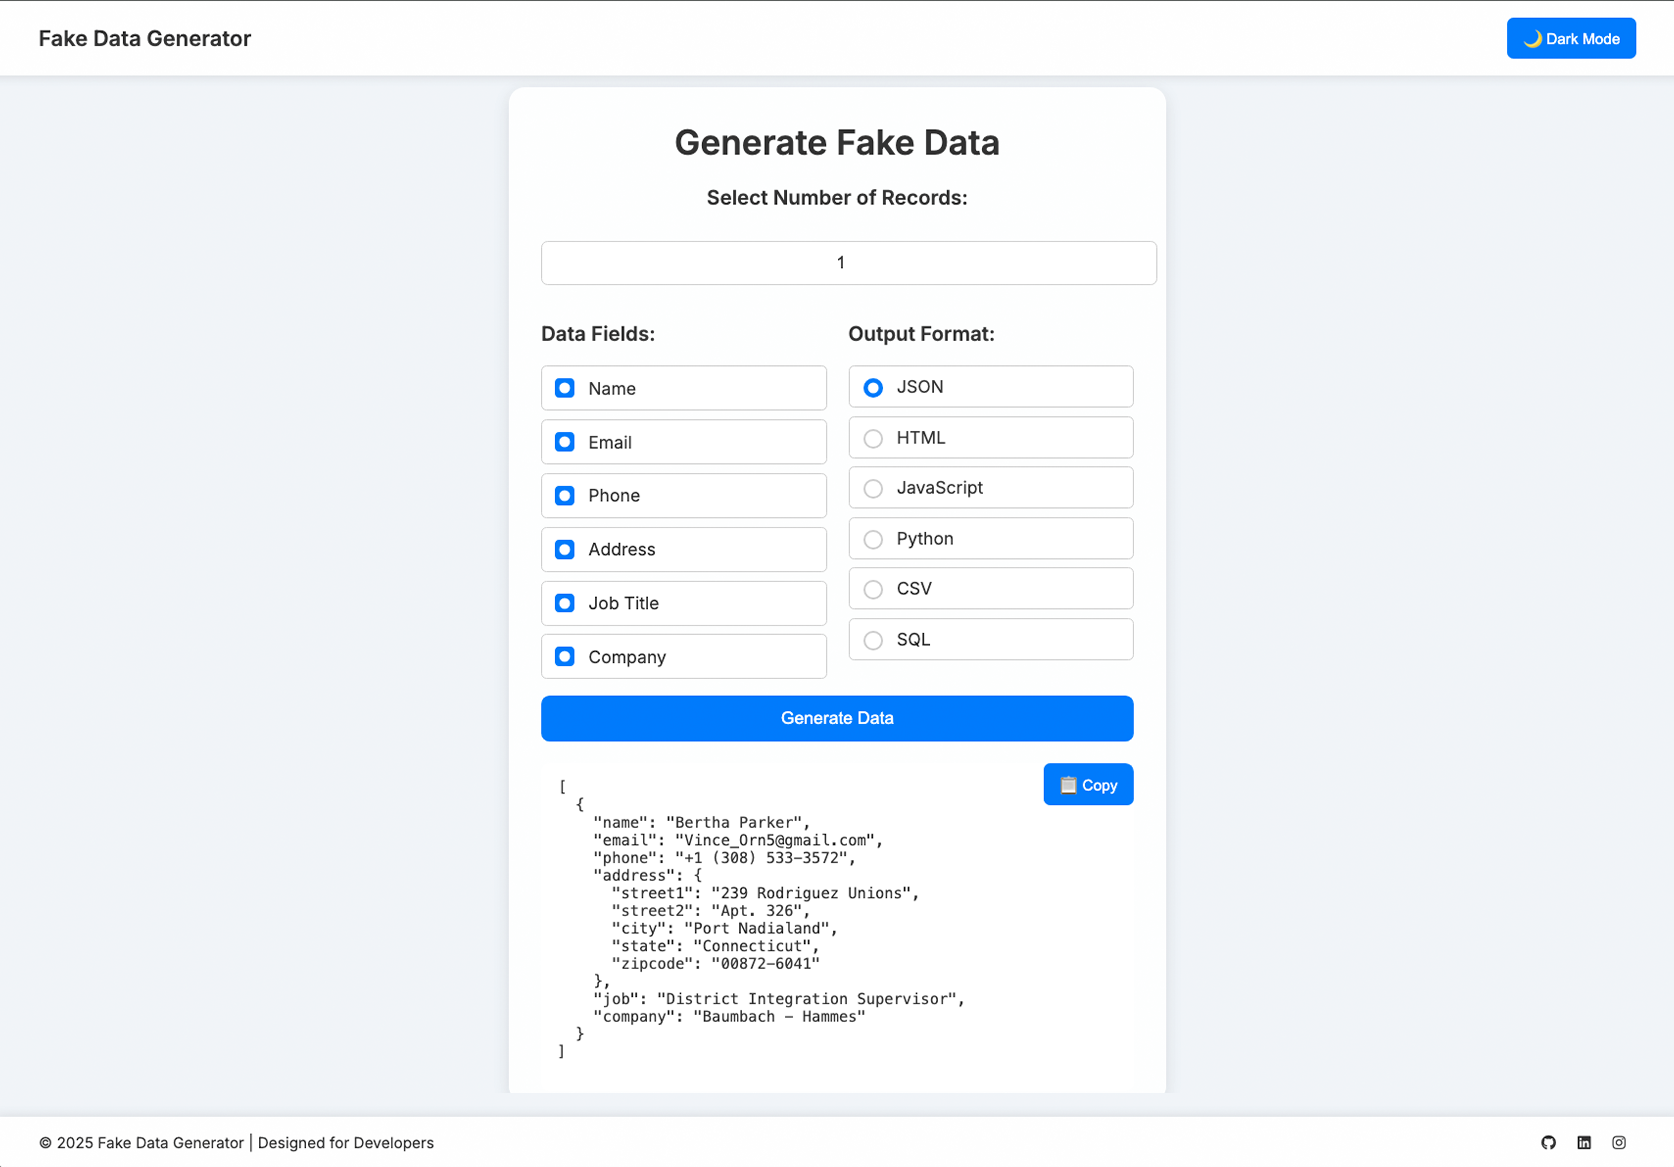 Fake Data Generator
🌙 Dark Mode
Generate Fake Data
Select Number of Records:
1
Data Fields:
Name
Email
Phone
Address
Job Title
Company
Output Format:
JSON
HTML
JavaScript
Python
CSV
SQL
Generate Data
📋 Copy
[
  {
    "name": "Bertha Parker",
    "email": "Vince_Orn5@gmail.com",
    "phone": "+1 (308) 533-3572",
    "address": {
      "street1": "239 Rodriguez Unions",
      "street2": "Apt. 326",
      "city": "Port Nadialand",
      "state": "Connecticut",
      "zipcode": "00872-6041"
    },
    "job": "District Integration Supervisor",
    "company": "Baumbach - Hammes"
  }
]
© 2025 Fake Data Generator | Designed for Developers